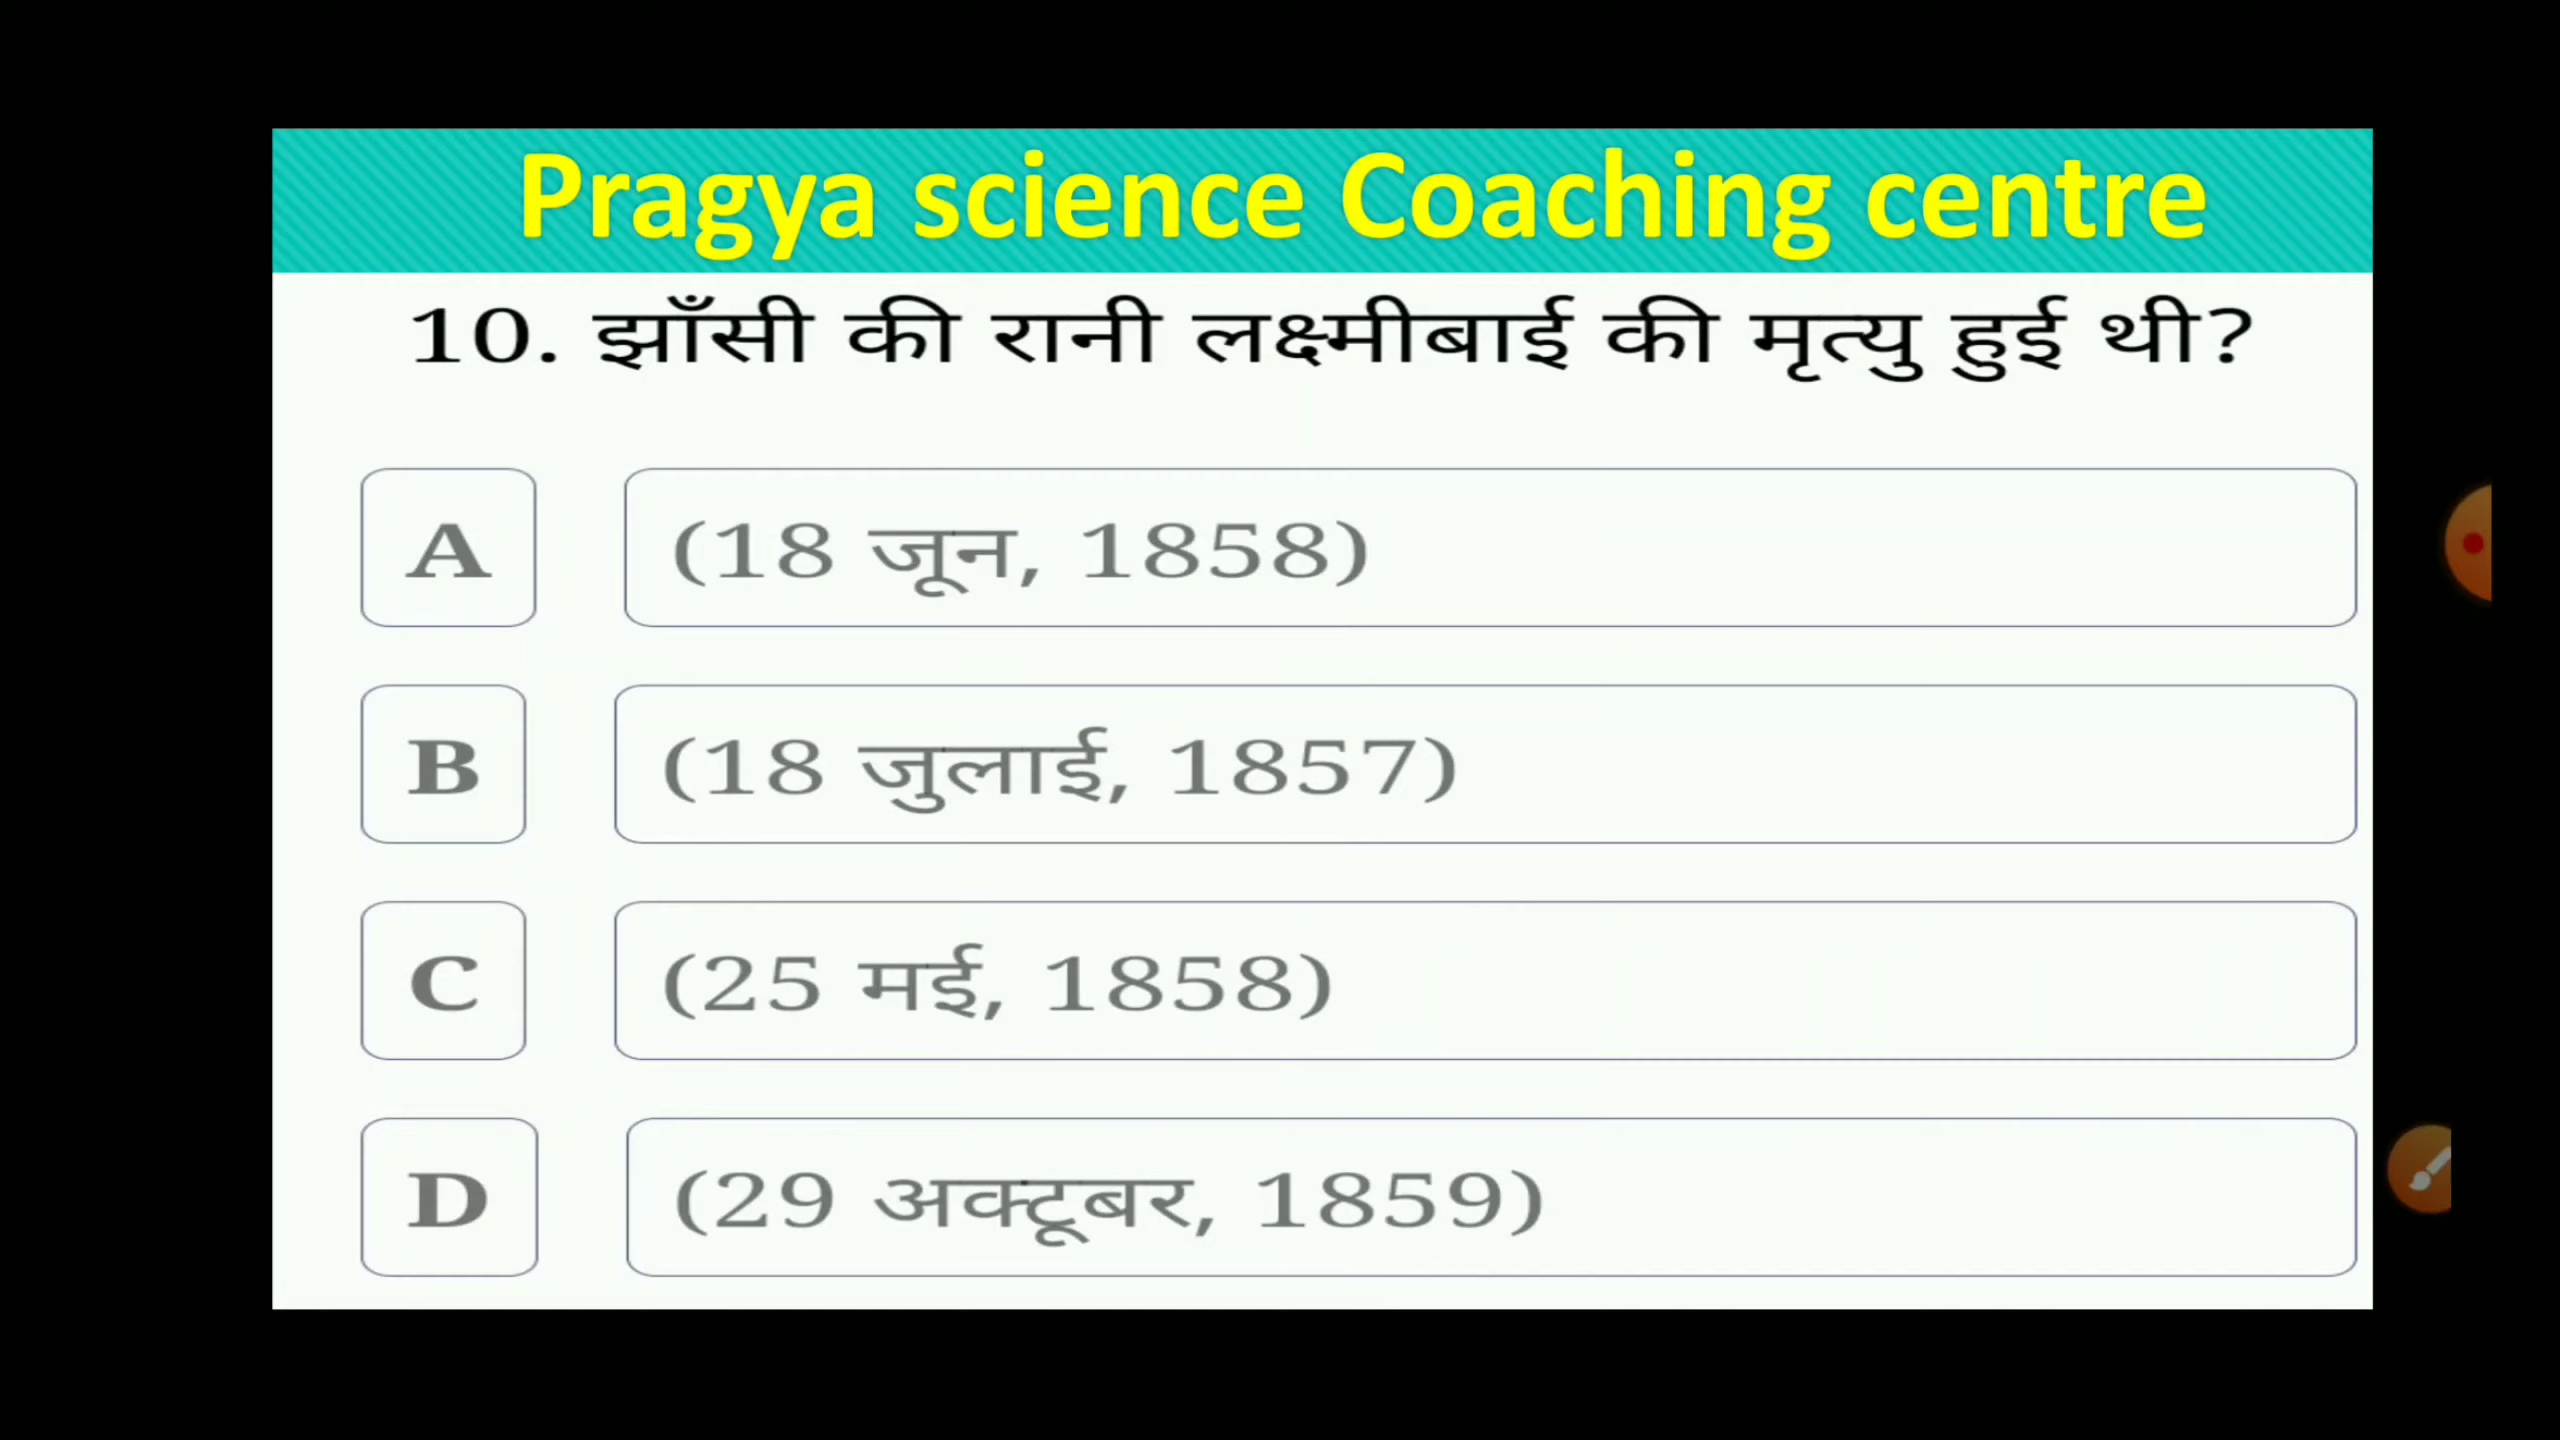 Pragya science Coaching centre
10. झाँसी की रानी लक्ष्मीबाई की मृत्यु हुई थी?
A (18 जून, 1858)
B (18 जुलाई, 1857)
C (25 मई, 1858)
D (29 अक्टूबर, 1859)